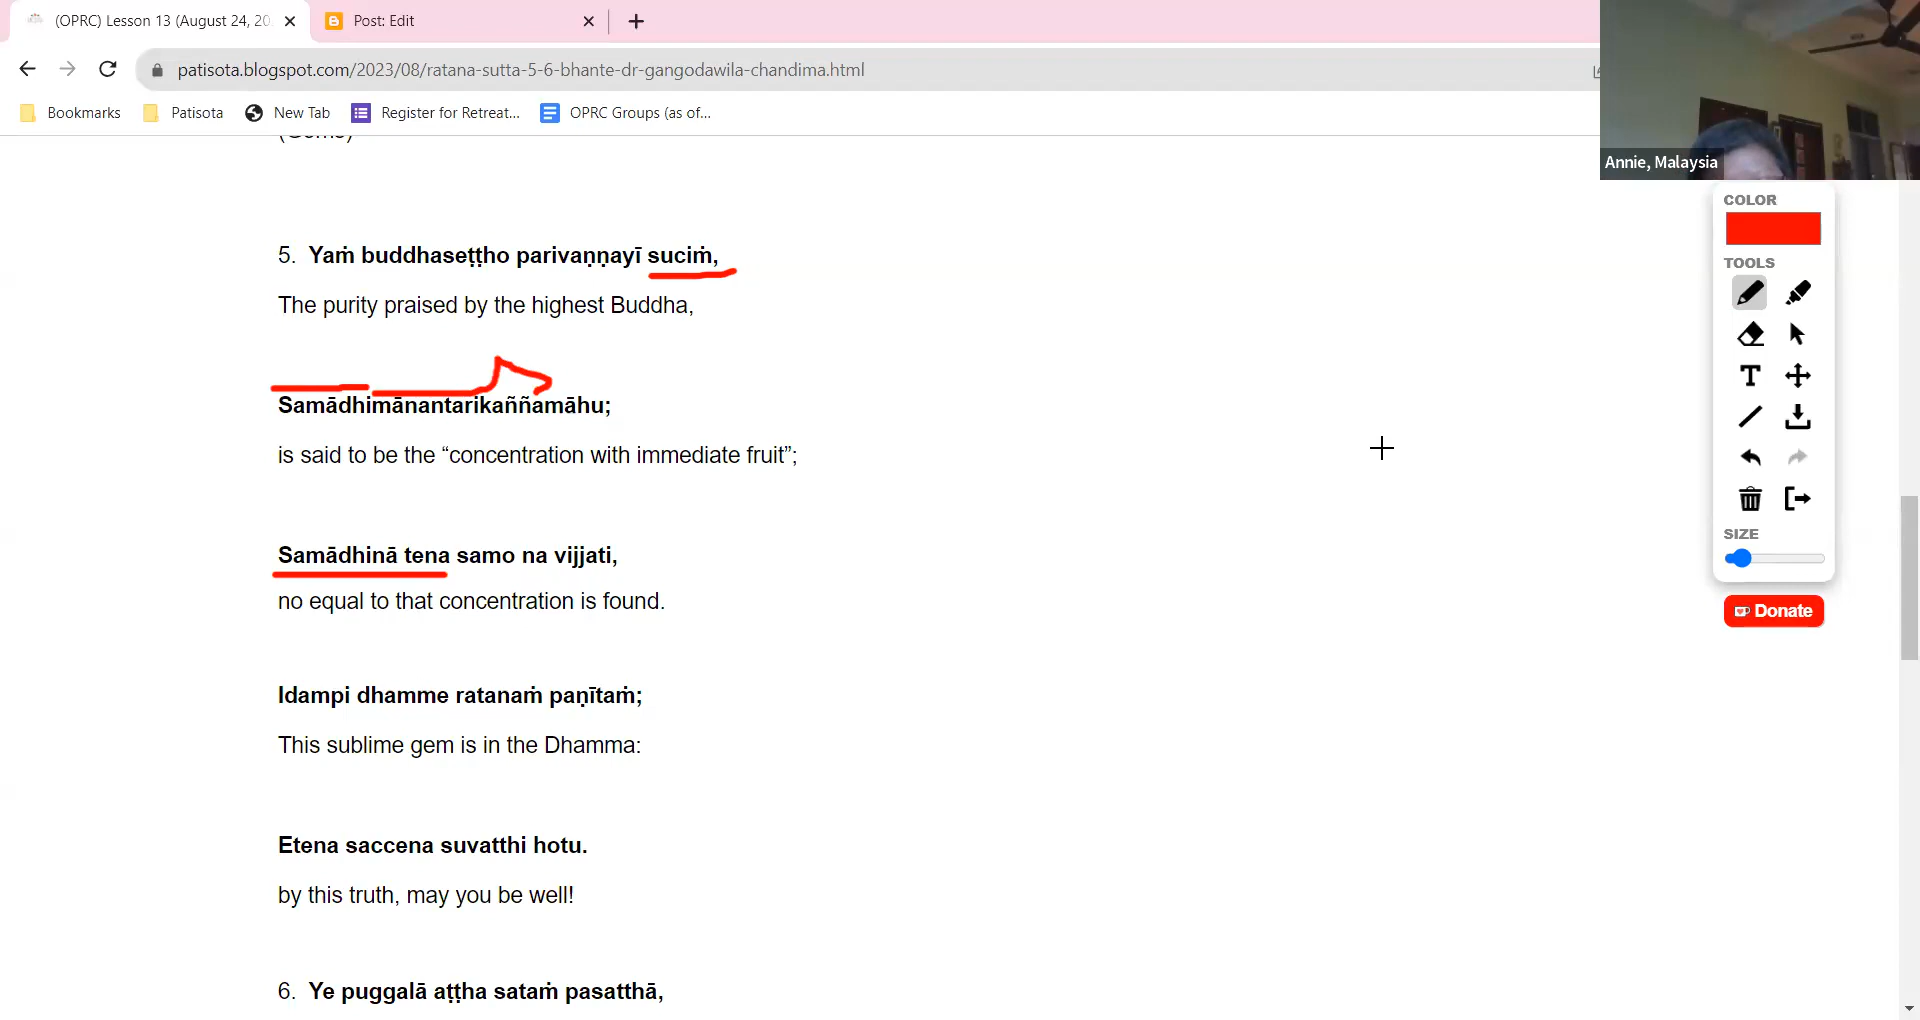 (OPRC) Lesson 13 (August 24, 20
Post: Edit
patisota.blogspot.com/2023/08/ratana-sutta-5-6-bhante-dr-gangodawila-chandima.html
Bookmarks
Patisota
New Tab
Register for Retreat...
OPRC Groups (as of...
Annie, Malaysia
5. Yaṁ buddhaseṭṭho parivaṇṇayī suciṁ,
The purity praised by the highest Buddha,
Samādhimānantarikaññamāhu;
is said to be the “concentration with immediate fruit”;
Samādhinā tena samo na vijjati,
no equal to that concentration is found.
Idampi dhamme ratanaṁ paṇītaṁ;
This sublime gem is in the Dhamma:
Etena saccena suvatthi hotu.
by this truth, may you be well!
6. Ye puggalā aṭṭha sataṁ pasatthā,
COLOR
TOOLS
T
SIZE
Donate